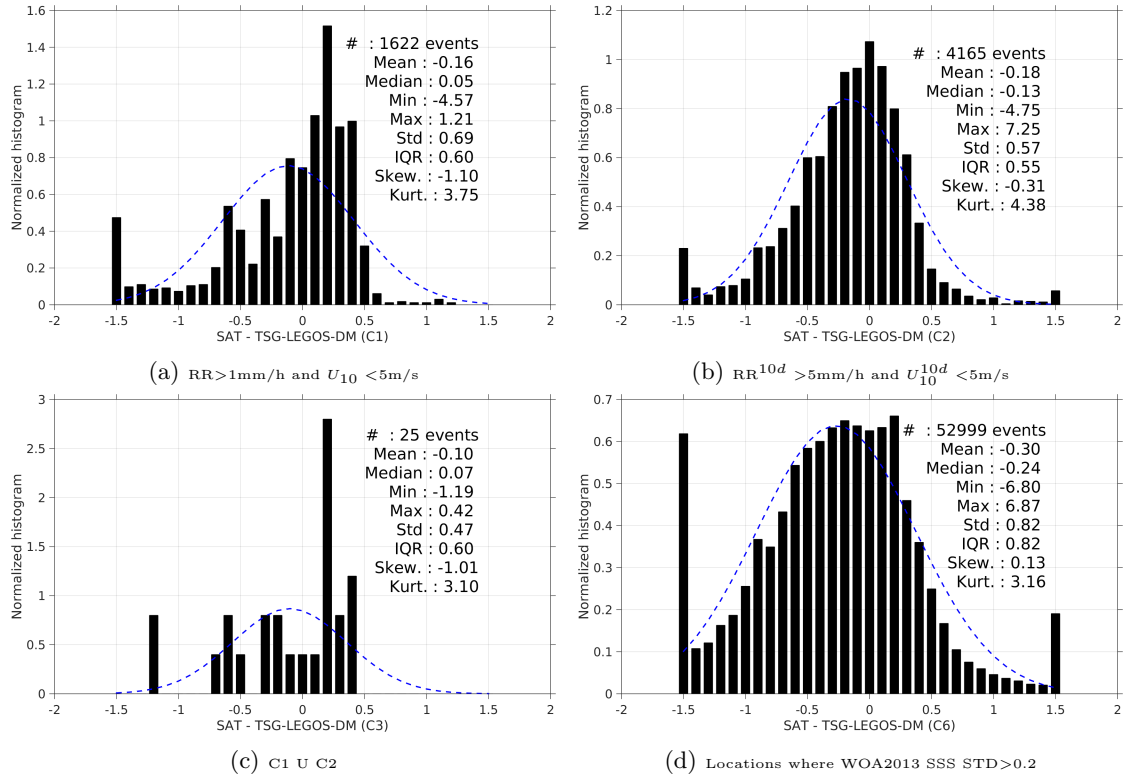 1.6
1.4
1.2
1
0.8
0.6
0.4
0.2
0
Normalized histogram
# : 1622 events
Mean : -0.16
Median : 0.05
Min : -4.57
Max : 1.21
Std : 0.69
IQR : 0.60
Skew. : -1.10
Kurt. : 3.75
-2 -1.5 -1 -0.5 0 0.5 1 1.5 2
SAT - TSG-LEGOS-DM (C1)
(a) RR>1mm/h and U10 <5m/s
1.2
1
0.8
0.6
0.4
0.2
0
Normalized histogram
# : 4165 events
Mean : -0.18
Median : -0.13
Min : -4.75
Max : 7.25
Std : 0.57
IQR : 0.55
Skew. : -0.31
Kurt. : 4.38
-2 -1.5 -1 -0.5 0 0.5 1 1.5 2
SAT - TSG-LEGOS-DM (C2)
(b) RR10d >5mm/h and U10d10 <5m/s
3
2.5
2
1.5
1
0.5
0
Normalized histogram
# : 25 events
Mean : -0.10
Median : 0.07
Min : -1.19
Max : 0.42
Std : 0.47
IQR : 0.60
Skew. : -1.01
Kurt. : 3.10
-2 -1.5 -1 -0.5 0 0.5 1 1.5 2
SAT - TSG-LEGOS-DM (C3)
(c) C1 U C2
0.7
0.6
0.5
0.4
0.3
0.2
0.1
0
Normalized histogram
# : 52999 events
Mean : -0.30
Median : -0.24
Min : -6.80
Max : 6.87
Std : 0.82
IQR : 0.82
Skew. : 0.13
Kurt. : 3.16
-2 -1.5 -1 -0.5 0 0.5 1 1.5 2
SAT - TSG-LEGOS-DM (C6)
(d) Locations where WOA2013 SSS STD>0.2